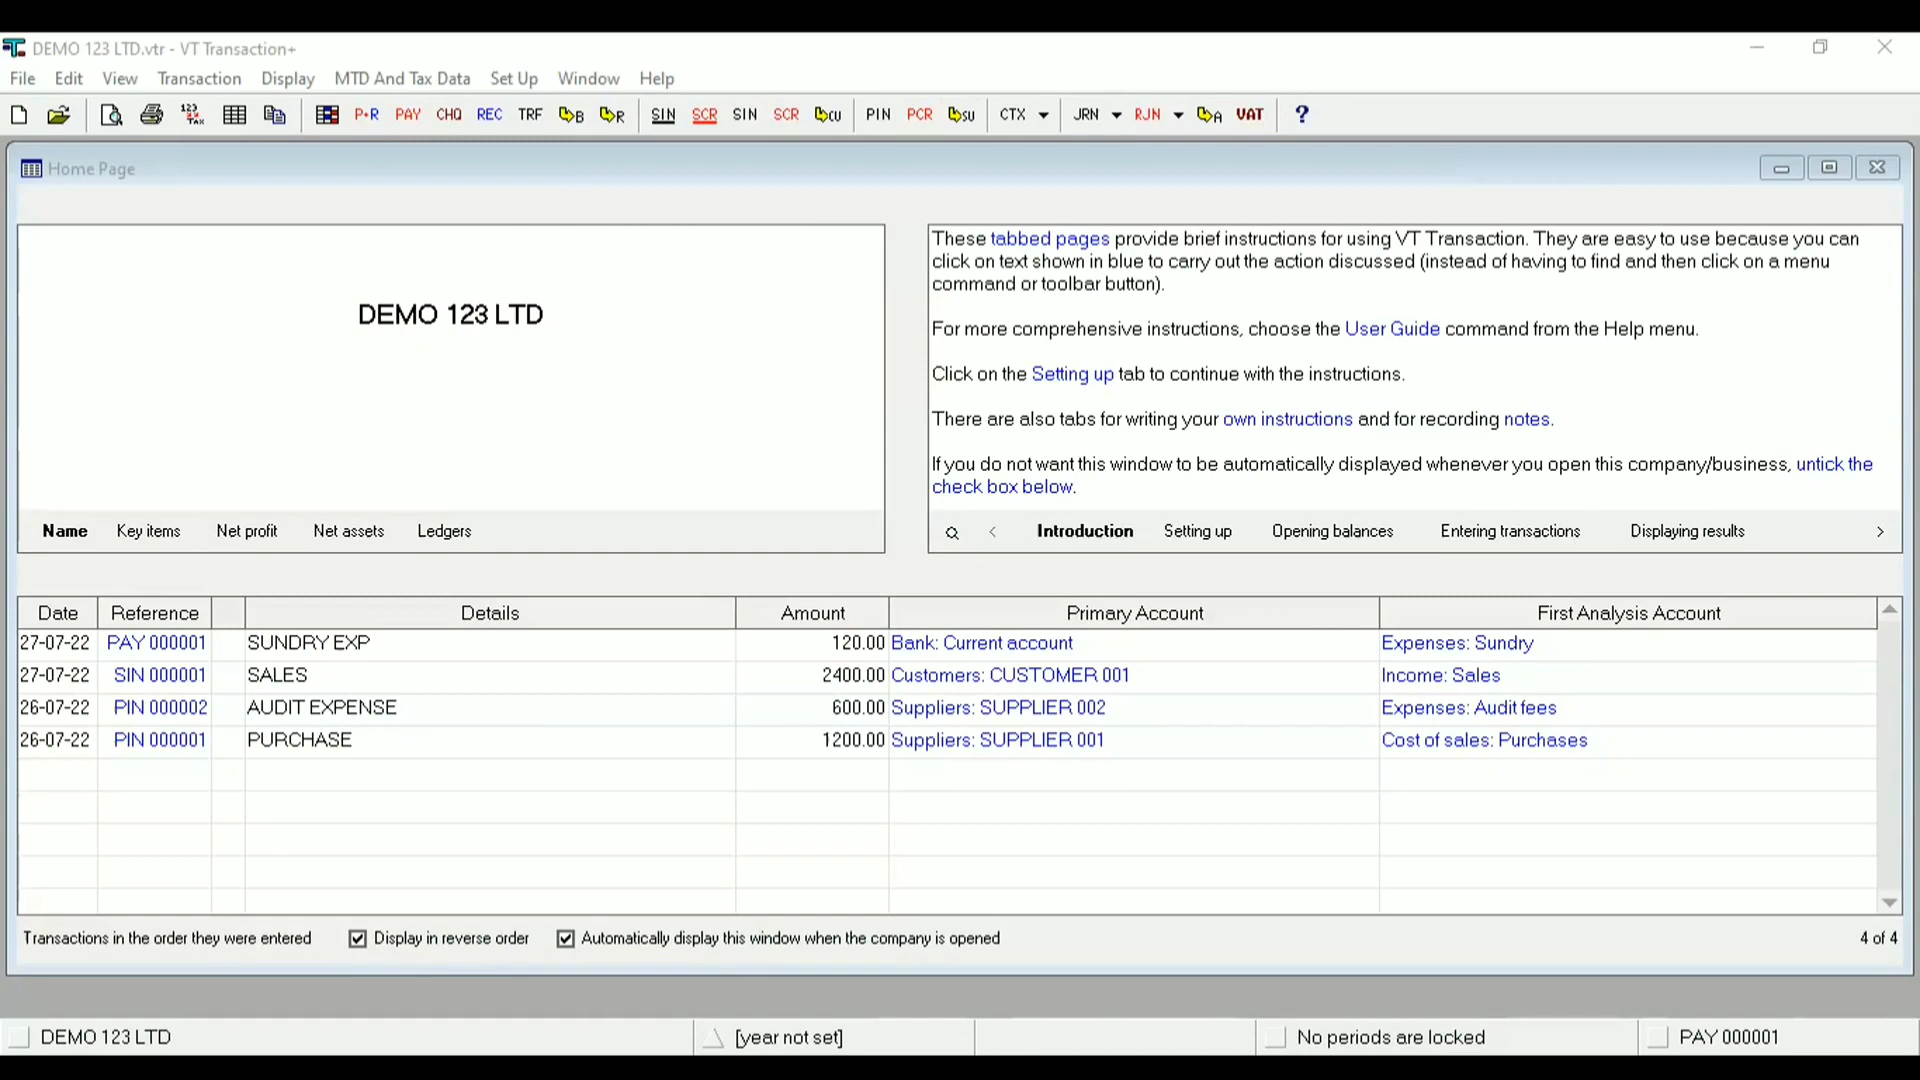 DEMO 123 LTD.vtr - VT Transaction+
File Edit View Transaction Display MTD And Tax Data Set Up Window Help
123 TAX P+R PAY CHQ REC TRF B R SIN SCR SIN SCR CU PIN PCR SU CTX JRN RJN A VAT ?
Home Page
DEMO 123 LTD
Name Key items Net profit Net assets Ledgers
These tabbed pages provide brief instructions for using VT Transaction. They are easy to use because you can
click on text shown in blue to carry out the action discussed (instead of having to find and then click on a menu
command or toolbar button).
For more comprehensive instructions, choose the User Guide command from the Help menu.
Click on the Setting up tab to continue with the instructions.
There are also tabs for writing your own instructions and for recording notes.
If you do not want this window to be automatically displayed whenever you open this company/business, untick the
check box below.
Introduction Setting up Opening balances Entering transactions Displaying results
Date Reference Details Amount Primary Account First Analysis Account
27-07-22 PAY 000001 SUNDRY EXP 120.00 Bank: Current account Expenses: Sundry
27-07-22 SIN 000001 SALES 2400.00 Customers: CUSTOMER 001 Income: Sales
26-07-22 PIN 000002 AUDIT EXPENSE 600.00 Suppliers: SUPPLIER 002 Expenses: Audit fees
26-07-22 PIN 000001 PURCHASE 1200.00 Suppliers: SUPPLIER 001 Cost of sales: Purchases
Transactions in the order they were entered Display in reverse order Automatically display this window when the company is opened 4 of 4
DEMO 123 LTD [year not set] No periods are locked PAY 000001